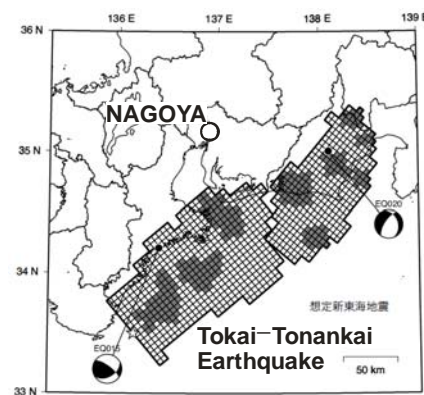 136 E
137 E
138 E
139 E
36 N
35 N
34 N
33 N
NAGOYA
EQ020
EQ015
想定新東海地震
Tokai－Tonankai
Earthquake
50 km